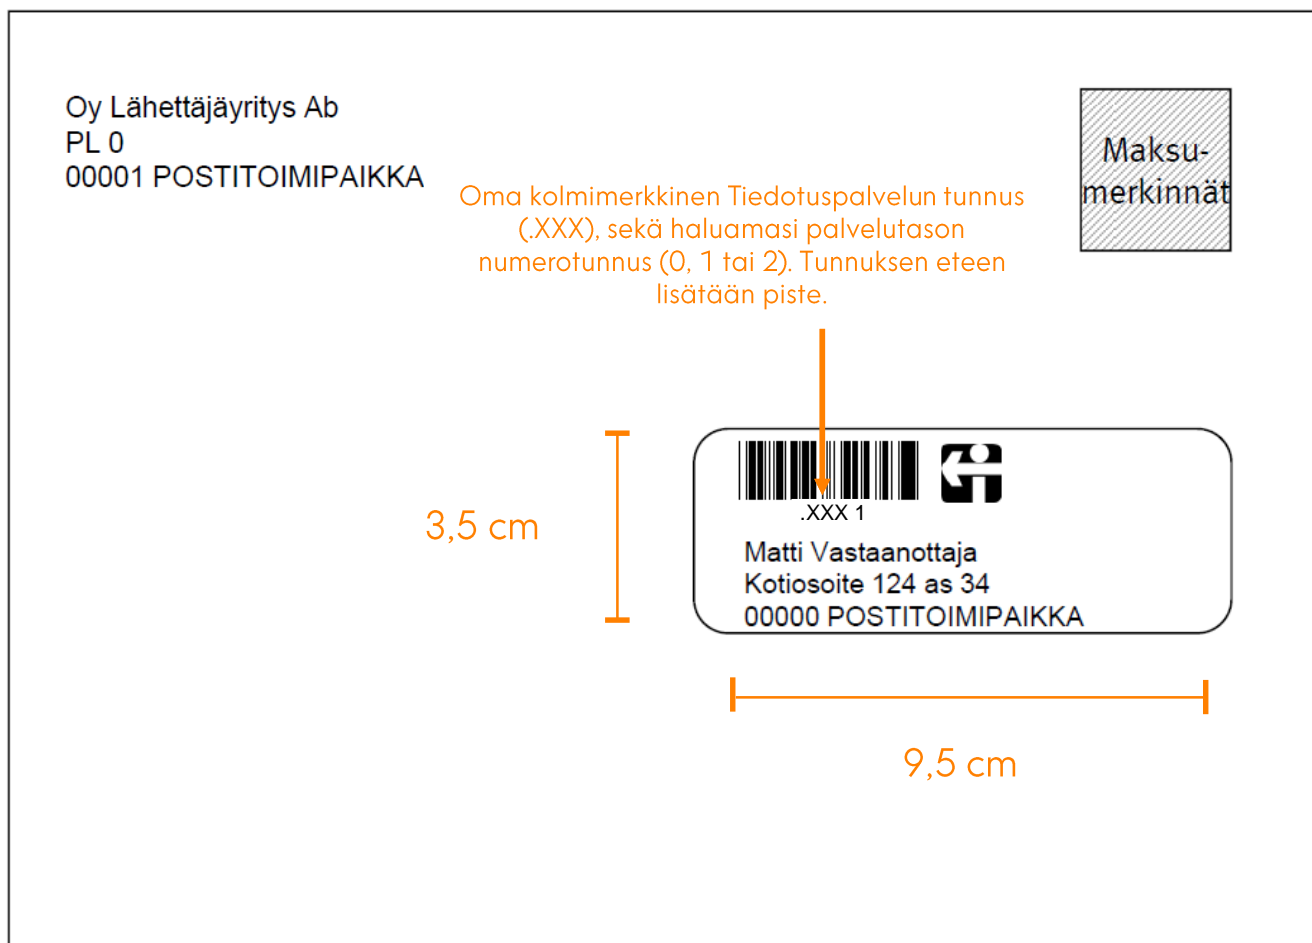 Oy Lähettäjäyritys Ab
PL 0
00001 POSTITOIMIPAIKKA
Maksu-
merkinnät
Oma kolmimerkkinen Tiedotuspalvelun tunnus
(.XXX), sekä haluamasi palvelutason
numerotunnus (0, 1 tai 2). Tunnuksen eteen
lisätään piste.
3,5 cm
.XXX 1
Matti Vastaanottaja
Kotiosoite 124 as 34
00000 POSTITOIMIPAIKKA
9,5 cm